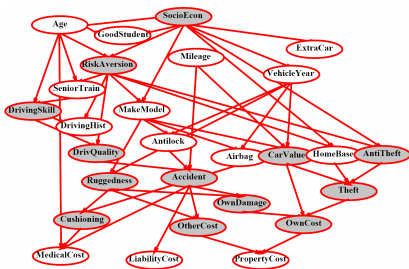 SocioEcon
Age
GoodStudent
ExtraCar
Mileage
RiskAversion
VehicleYear
SeniorTrain
DrivingSkill
MakeModel
DrivingHist
Antilock
DrivQuality
Airbag
CarValue
HomeBase
AntiTheft
Ruggedness
Accident
Theft
OwnDamage
Cushioning
OtherCost
OwnCost
MedicalCost
LiabilityCost
PropertyCost